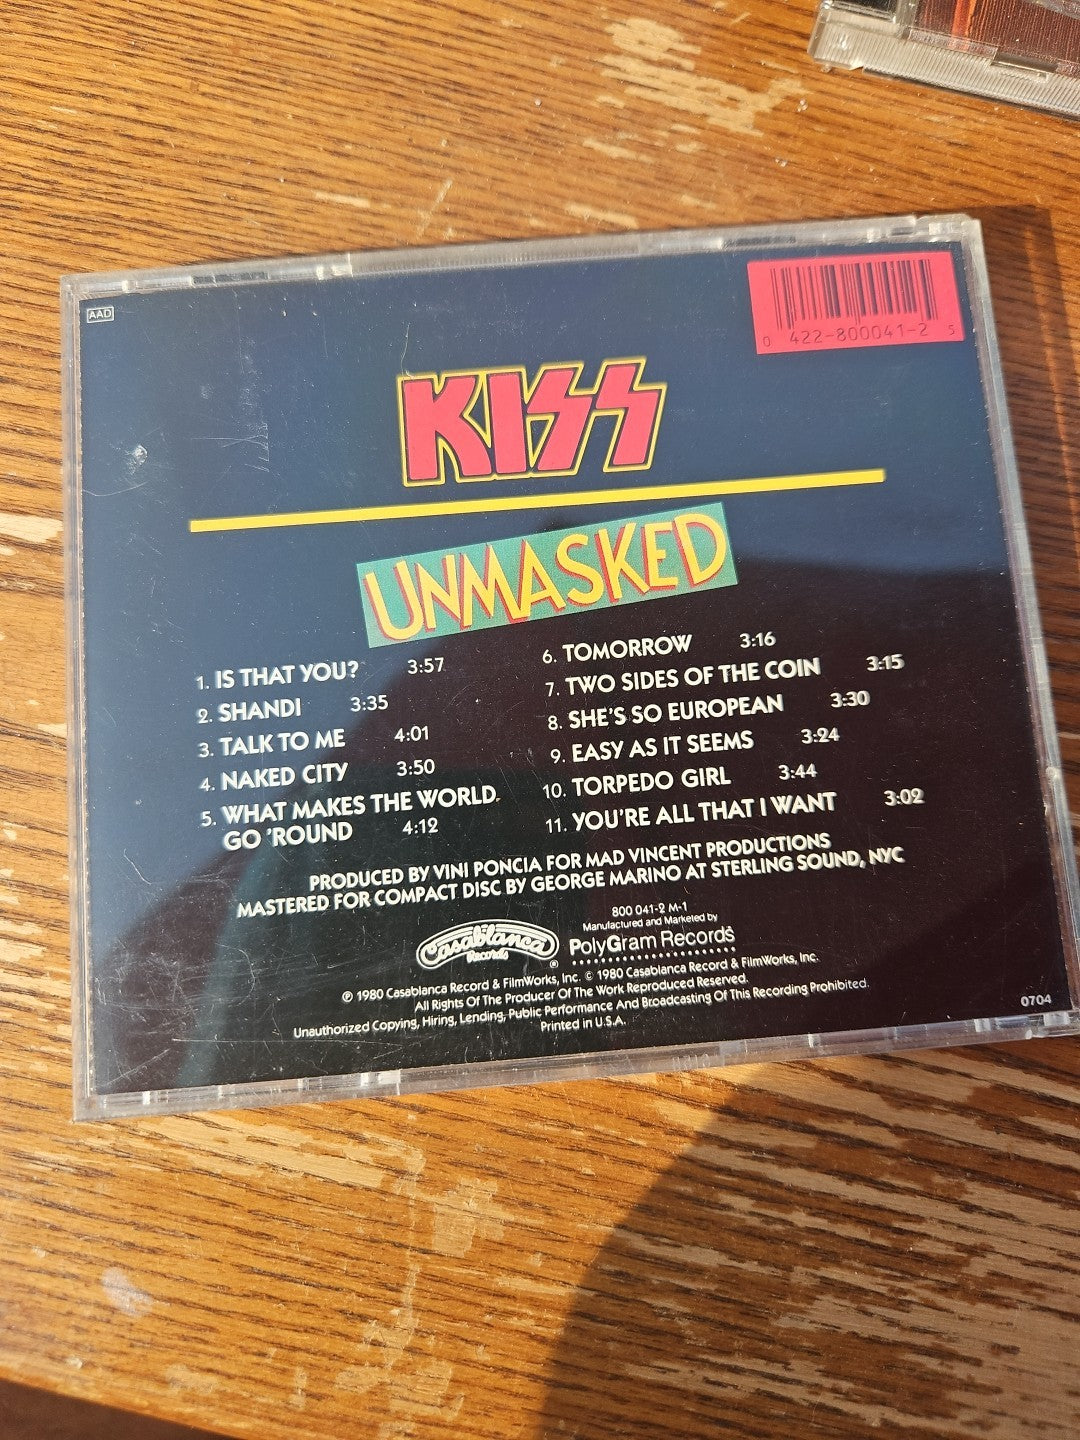 AAD
0 422-800041-2 5
KISS
UNMASKED
1. IS THAT YOU? 3:57
2. SHANDI 3:35
3. TALK TO ME 4:01
4. NAKED CITY 3:50
5. WHAT MAKES THE WORLD
GO 'ROUND 4:12
6. TOMORROW 3:16
7. TWO SIDES OF THE COIN 3:15
8. SHE'S SO EUROPEAN 3:30
9. EASY AS IT SEEMS 3:24
10. TORPEDO GIRL 3:44
11. YOU'RE ALL THAT I WANT 3:02
PRODUCED BY VINI PONCIA FOR MAD VINCENT PRODUCTIONS
MASTERED FOR COMPACT DISC BY GEORGE MARINO AT STERLING SOUND, NYC
Casablanca
Records
®
800 041-2 M-1
Manufactured and Marketed by
PolyGram Records
℗ 1980 Casablanca Record & FilmWorks, Inc. © 1980 Casablanca Record & FilmWorks, Inc.
All Rights Of The Producer Of The Work Reproduced Reserved.
Unauthorized Copying, Hiring, Lending, Public Performance And Broadcasting Of This Recording Prohibited.
Printed in U.S.A.
0704